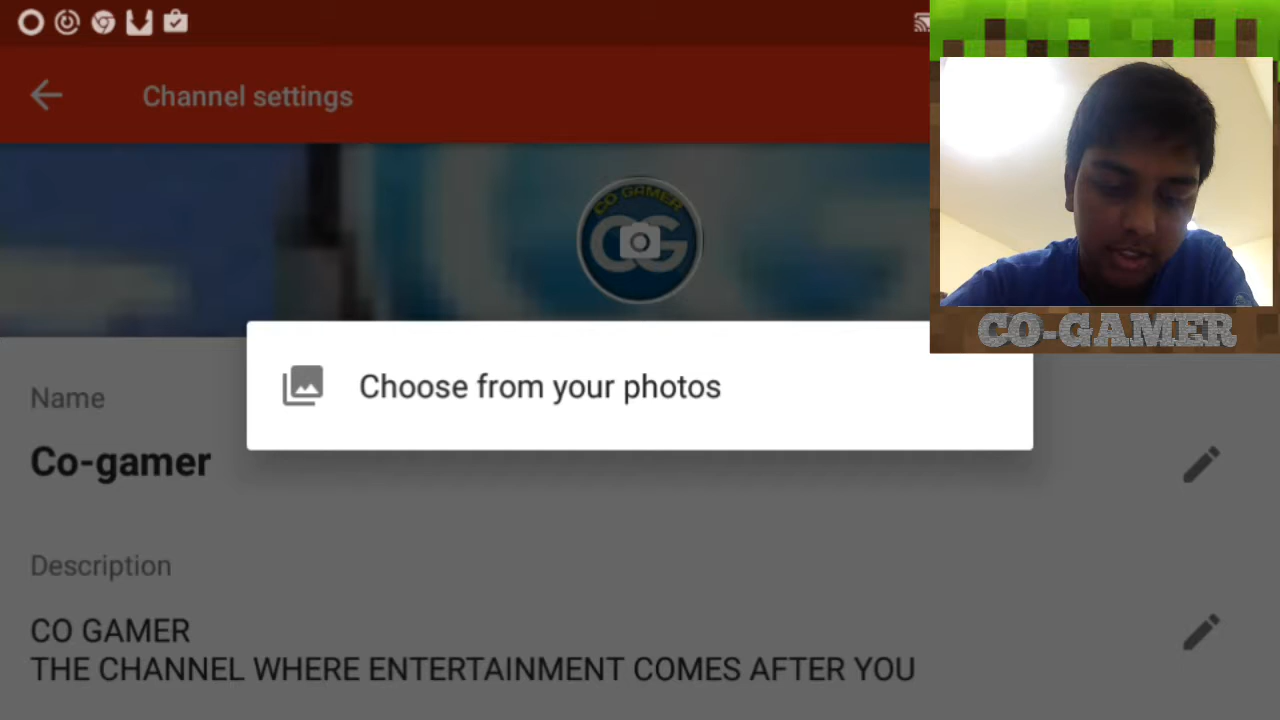 Channel settings
CO GAMER
CG
CO-GAMER
Choose from your photos
Name
Co-gamer
Description
CO GAMER
THE CHANNEL WHERE ENTERTAINMENT COMES AFTER YOU